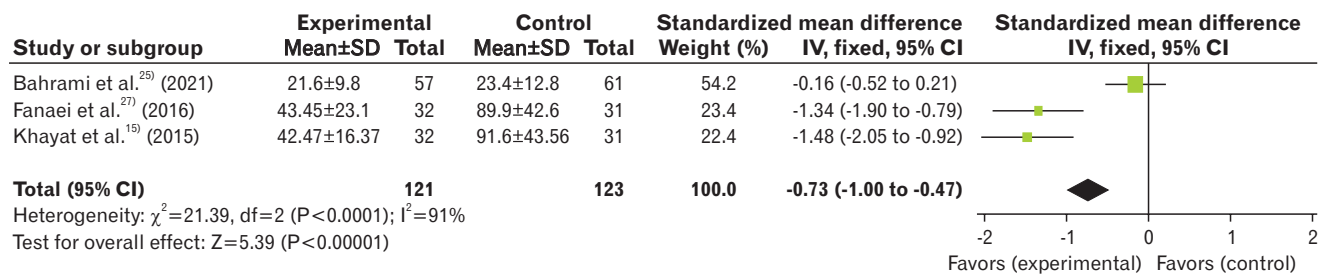 Experimental Control Standardized mean difference Standardized mean difference
Study or subgroup Mean±SD Total Mean±SD Total Weight (%) IV, fixed, 95% CI IV, fixed, 95% CI
Bahrami et al.25) (2021) 21.6±9.8 57 23.4±12.8 61 54.2 -0.16 (-0.52 to 0.21)
Fanaei et al.27) (2016) 43.45±23.1 32 89.9±42.6 31 23.4 -1.34 (-1.90 to -0.79)
Khayat et al.15) (2015) 42.47±16.37 32 91.6±43.56 31 22.4 -1.48 (-2.05 to -0.92)
Total (95% CI) 121 123 100.0 -0.73 (-1.00 to -0.47)
Heterogeneity: χ²=21.39, df=2 (P<0.0001); I²=91%
Test for overall effect: Z=5.39 (P<0.00001)
-2 -1 0 1 2
Favors (experimental) Favors (control)